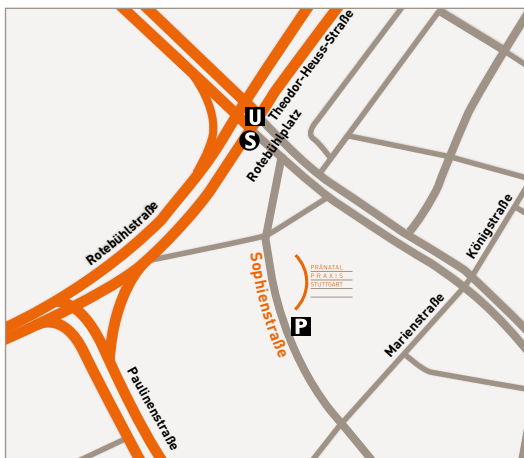 Theodor-Heuss-Straße
U
S
Rotebühlplatz
Rotebühlstraße
Königstraße
Sophienstraße
PRÄNATAL
PRAXIS
STUTTGART
P
Marienstraße
Paulinenstraße